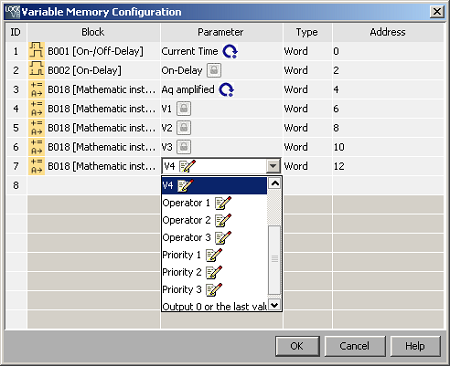 Variable Memory Configuration
ID Block Parameter Type Address
1 B001 [On-/Off-Delay] Current Time Word 0
2 B002 [On-Delay] On-Delay Word 2
3 B018 [Mathematic inst... Aq amplified Word 4
4 B018 [Mathematic inst... V1 Word 6
5 B018 [Mathematic inst... V2 Word 8
6 B018 [Mathematic inst... V3 Word 10
7 B018 [Mathematic inst... V4 Word 12
8
V4
Operator 1
Operator 2
Operator 3
Priority 1
Priority 2
Priority 3
Output 0 or the last valu
OK Cancel Help